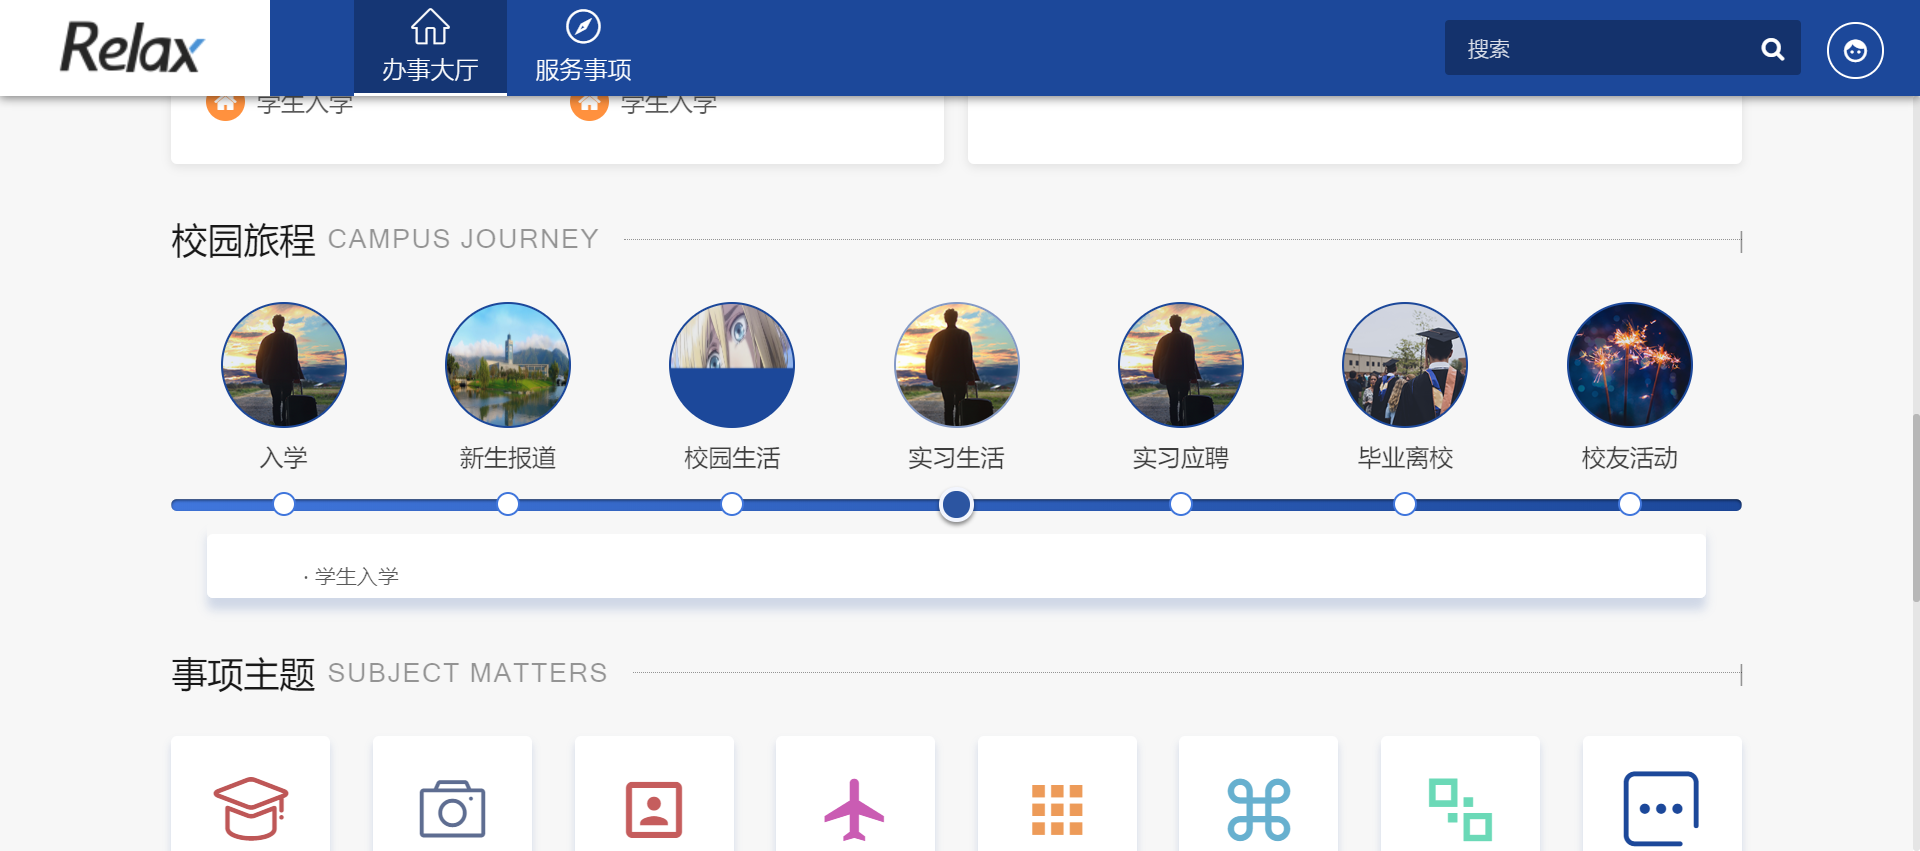 Relax
办事大厅
服务事项
搜索
学生入学
学生入学
校园旅程 CAMPUS JOURNEY
入学
新生报道
校园生活
实习生活
实习应聘
毕业离校
校友活动
· 学生入学
事项主题 SUBJECT MATTERS